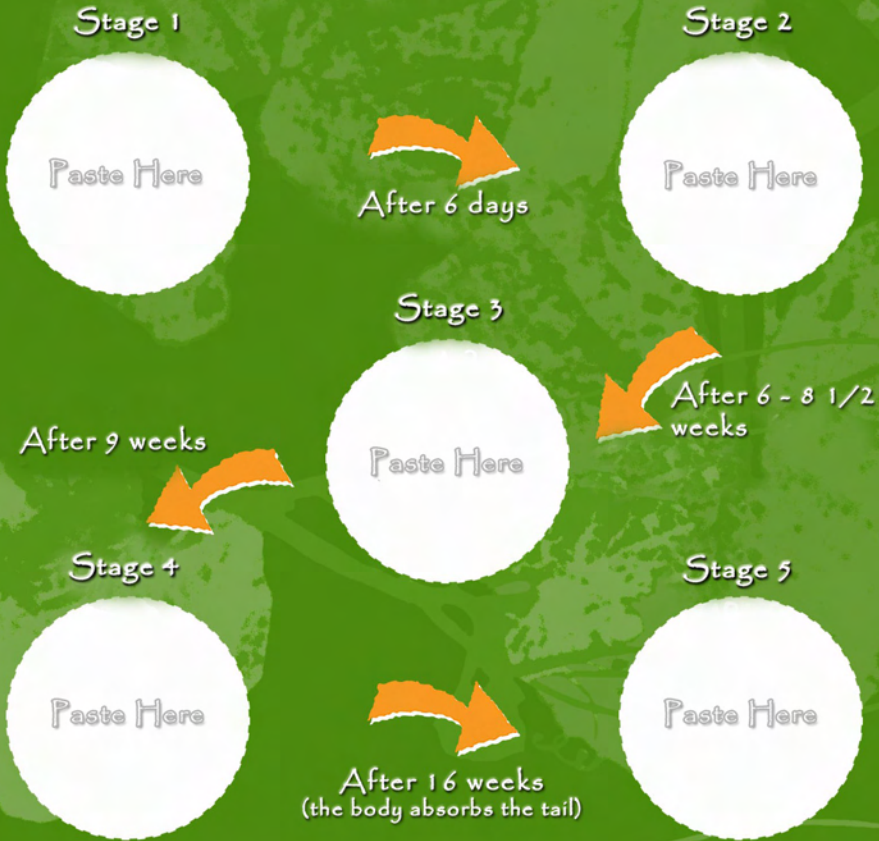 Stage 1
Stage 2
Paste Here
Paste Here
After 6 days
Stage 3
After 6 - 8 1/2
weeks
After 9 weeks
Paste Here
Stage 4
Stage 5
Paste Here
Paste Here
After 16 weeks
(the body absorbs the tail)